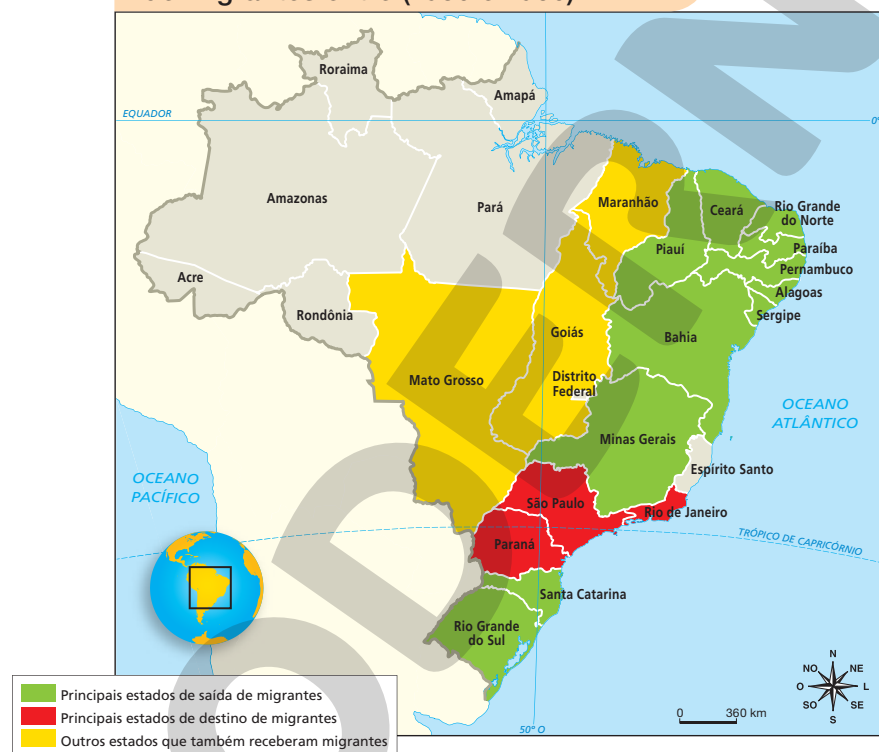 Roraima
Amapá
EQUADOR
0°
Amazonas
Pará
Maranhão
Ceará
Rio Grande
do Norte
Piauí
Paraíba
Pernambuco
Acre
Alagoas
Rondônia
Sergipe
Goiás
Bahia
Mato Grosso
Distrito
Federal
OCEANO
ATLÂNTICO
Minas Gerais
Espírito Santo
OCEANO
PACÍFICO
São Paulo
Rio de Janeiro
TRÓPICO DE CAPRICÓRNIO
Paraná
Santa Catarina
Rio Grande
do Sul
N
NO
NE
O
L
SO
SE
S
0
360 km
50° O
Principais estados de saída de migrantes
Principais estados de destino de migrantes
Outros estados que também receberam migrantes